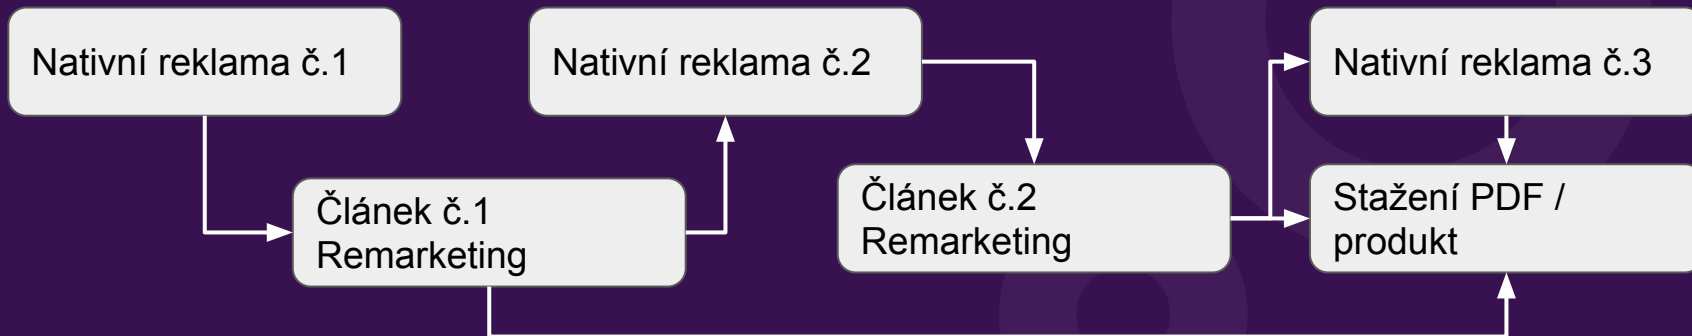 Nativní reklama č.1
Nativní reklama č.2
Nativní reklama č.3
Článek č.1
Remarketing
Článek č.2
Remarketing
Stažení PDF /
produkt